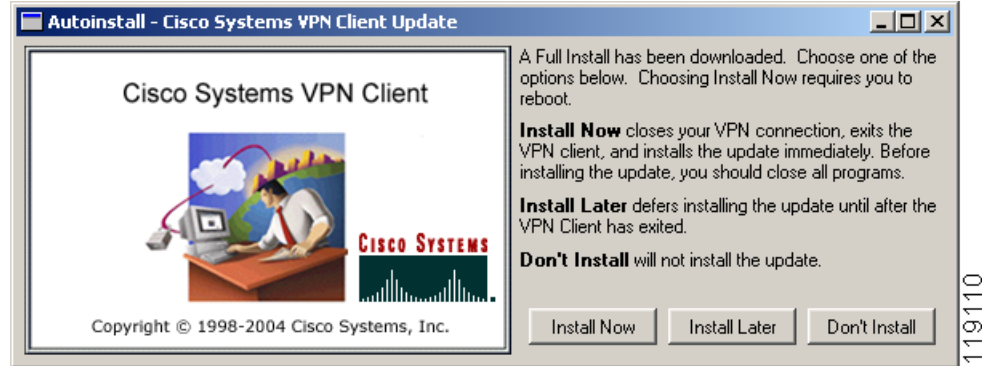 Autoinstall - Cisco Systems VPN Client Update
Cisco Systems VPN Client
CISCO SYSTEMS
Copyright © 1998-2004 Cisco Systems, Inc.
A Full Install has been downloaded.  Choose one of the
options below.  Choosing Install Now requires you to
reboot.
Install Now closes your VPN connection, exits the
VPN client, and installs the update immediately. Before
installing the update, you should close all programs.
Install Later defers installing the update until after the
VPN Client has exited.
Don't Install will not install the update.
Install Now
Install Later
Don't Install
119110